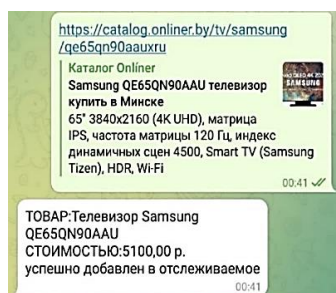 https://catalog.onliner.by/tv/samsung
/qe65qn90aauxru
Каталог Onliner
Samsung QE65QN90AAU телевизор
купить в Минске
65" 3840x2160 (4K UHD), матрица
IPS, частота матрицы 120 Гц, индекс
динамичных сцен 4500, Smart TV (Samsung
Tizen), HDR, Wi-Fi
SAMSUNG
00:41
ТОВАР:Телевизор Samsung
QE65QN90AAU
СТОИМОСТЬЮ:5100,00 р.
успешно добавлен в отслеживаемое
00:41